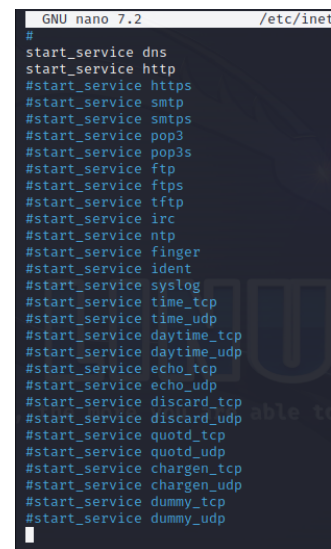 GNU nano 7.2 /etc/inet
#
start_service dns
start_service http
#start_service https
#start_service smtp
#start_service smtps
#start_service pop3
#start_service pop3s
#start_service ftp
#start_service ftps
#start_service tftp
#start_service irc
#start_service ntp
#start_service finger
#start_service ident
#start_service syslog
#start_service time_tcp
#start_service time_udp
#start_service daytime_tcp
#start_service daytime_udp
#start_service echo_tcp
#start_service echo_udp
#start_service discard_tcp
#start_service discard_udp
#start_service quotd_tcp
#start_service quotd_udp
#start_service chargen_tcp
#start_service chargen_udp
#start_service dummy_tcp
#start_service dummy_udp